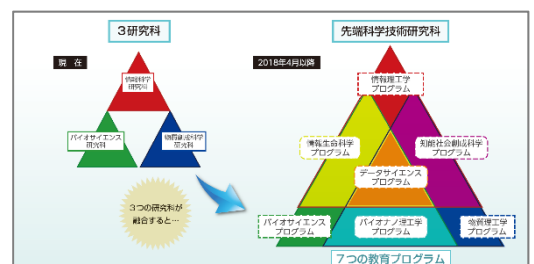 3研究科
現 在
情報科学
研究科
バイオサイエンス
研究科
物質創成科学
研究科
3つの研究科が
融合すると…
先端科学技術研究科
2018年4月以降
情報理工学
プログラム
情報生命科学
プログラム
知能社会創成科学
プログラム
データサイエンス
プログラム
バイオサイエンス
プログラム
バイオナノ理工学
プログラム
物質理工学
プログラム
7つの教育プログラム